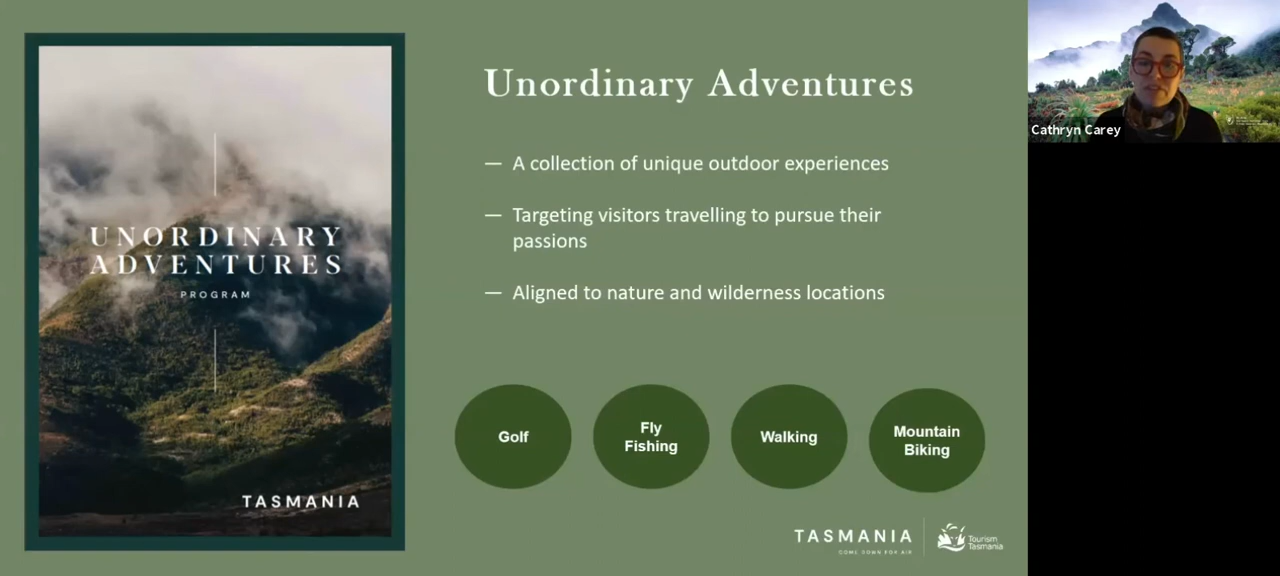 UNORDINARY
ADVENTURES
PROGRAM
TASMANIA
Unordinary Adventures
— A collection of unique outdoor experiences
— Targeting visitors travelling to pursue their
passions
— Aligned to nature and wilderness locations
Golf
Fly
Fishing
Walking
Mountain
Biking
TASMANIA
COME DOWN FOR AIR
Tourism
Tasmania
Cathryn Carey